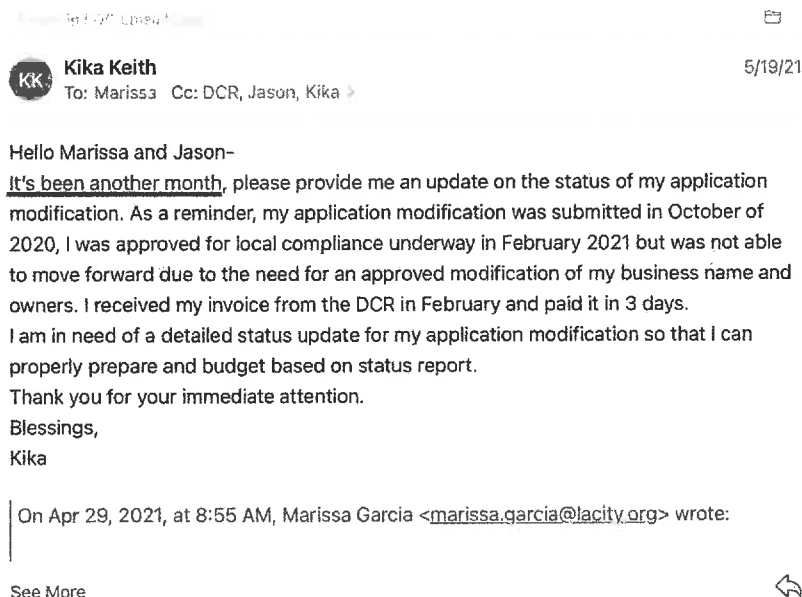 KK
Kika Keith
5/19/21
To: Marissa Cc: DCR, Jason, Kika >
Hello Marissa and Jason-
It's been another month, please provide me an update on the status of my application
modification. As a reminder, my application modification was submitted in October of
2020, I was approved for local compliance underway in February 2021 but was not able
to move forward due to the need for an approved modification of my business name and
owners. I received my invoice from the DCR in February and paid it in 3 days.
I am in need of a detailed status update for my application modification so that I can
properly prepare and budget based on status report.
Thank you for your immediate attention.
Blessings,
Kika
On Apr 29, 2021, at 8:55 AM, Marissa Garcia <marissa.garcia@lacity.org> wrote:
See More